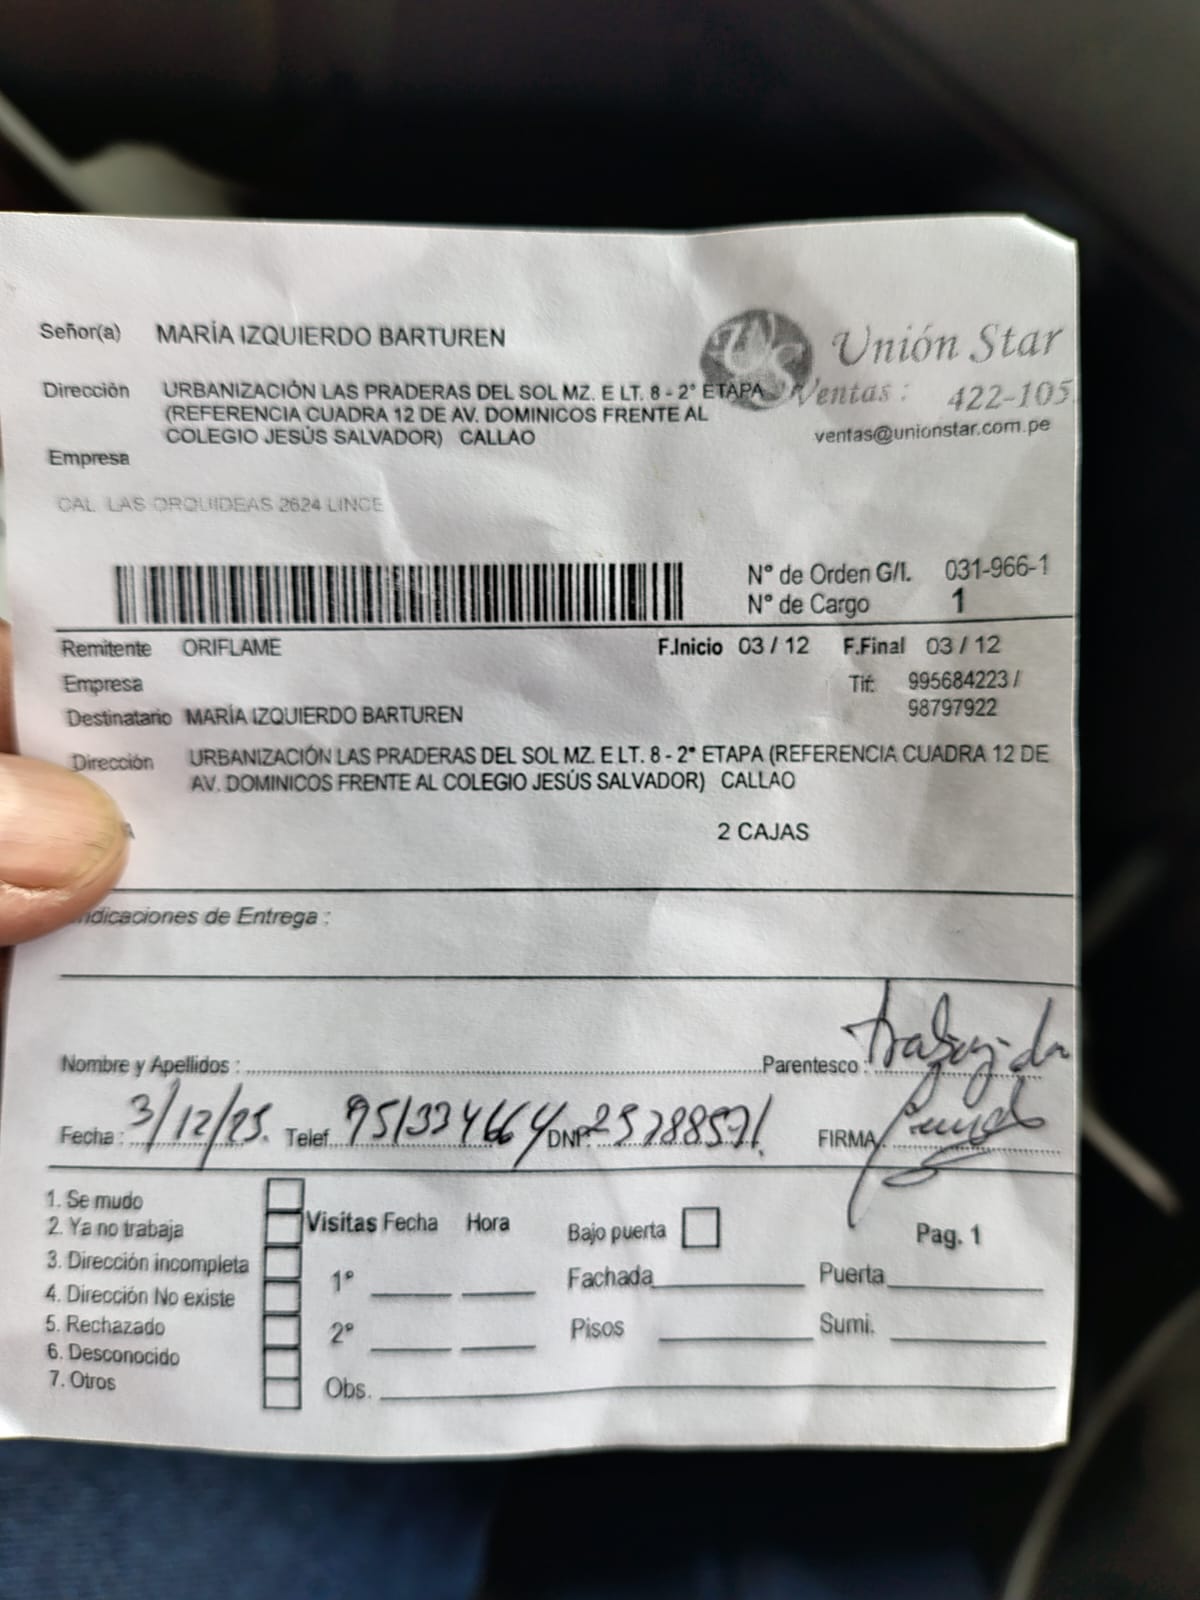 Señor(a) MARÍA IZQUIERDO BARTUREN
Unión Star
Dirección URBANIZACIÓN LAS PRADERAS DEL SOL MZ. E LT. 8 - 2° ETAPA
Ventas : 422-105
(REFERENCIA CUADRA 12 DE AV. DOMINICOS FRENTE AL
COLEGIO JESÚS SALVADOR) CALLAO
ventas@unionstar.com.pe
Empresa
CAL. LAS ORQUIDEAS 2624 LINCE
N° de Orden G/I. 031-966-1
N° de Cargo 1
Remitente ORIFLAME F.Inicio 03 / 12 F.Final 03 / 12
Empresa Tlf: 995684223 /
98797922
Destinatario MARÍA IZQUIERDO BARTUREN
Dirección URBANIZACIÓN LAS PRADERAS DEL SOL MZ. E LT. 8 - 2° ETAPA (REFERENCIA CUADRA 12 DE
AV. DOMINICOS FRENTE AL COLEGIO JESÚS SALVADOR) CALLAO
2 CAJAS
Indicaciones de Entrega :
Nombre y Apellidos : Parentesco :
Fecha : 3/12/25. Telef. 951334664 DNI: 25788571 FIRMA
1. Se mudo
2. Ya no trabaja
3. Dirección incompleta
4. Dirección No existe
5. Rechazado
6. Desconocido
7. Otros
Visitas Fecha Hora Bajo puerta Pag. 1
1° Fachada Puerta
2° Pisos Sumi.
Obs.